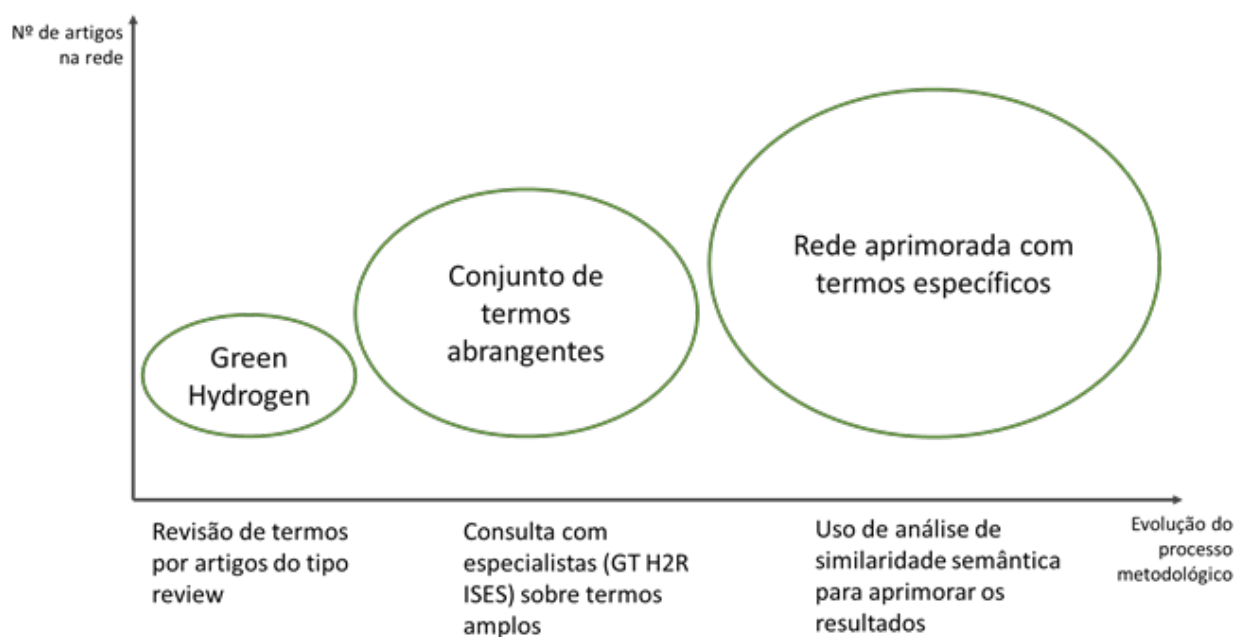 Nº de artigos
na rede
Green
Hydrogen
Conjunto de
termos
abrangentes
Rede aprimorada com
termos específicos
Revisão de termos
por artigos do tipo
review
Consulta com
especialistas (GT H2R
ISES) sobre termos
amplos
Uso de análise de
similaridade semântica
para aprimorar os
resultados
Evolução do
processo
metodológico